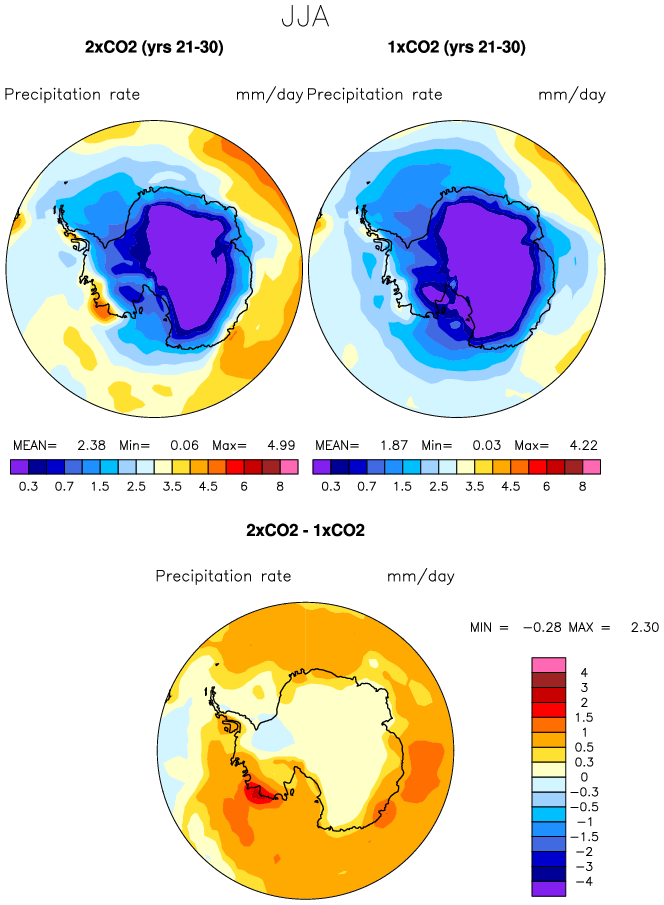 JJA
2xCO2 (yrs 21-30) 1xCO2 (yrs 21-30)
Precipitation rate mm/day Precipitation rate mm/day
MEAN= 2.38 Min= 0.06 Max= 4.99 MEAN= 1.87 Min= 0.03 Max= 4.22
0.3 0.7 1.5 2.5 3.5 4.5 6 8 0.3 0.7 1.5 2.5 3.5 4.5 6 8
2xCO2 - 1xCO2
Precipitation rate mm/day
MIN = −0.28 MAX = 2.30
4
3
2
1.5
1
0.5
0.3
0
−0.3
−0.5
−1
−1.5
−2
−3
−4